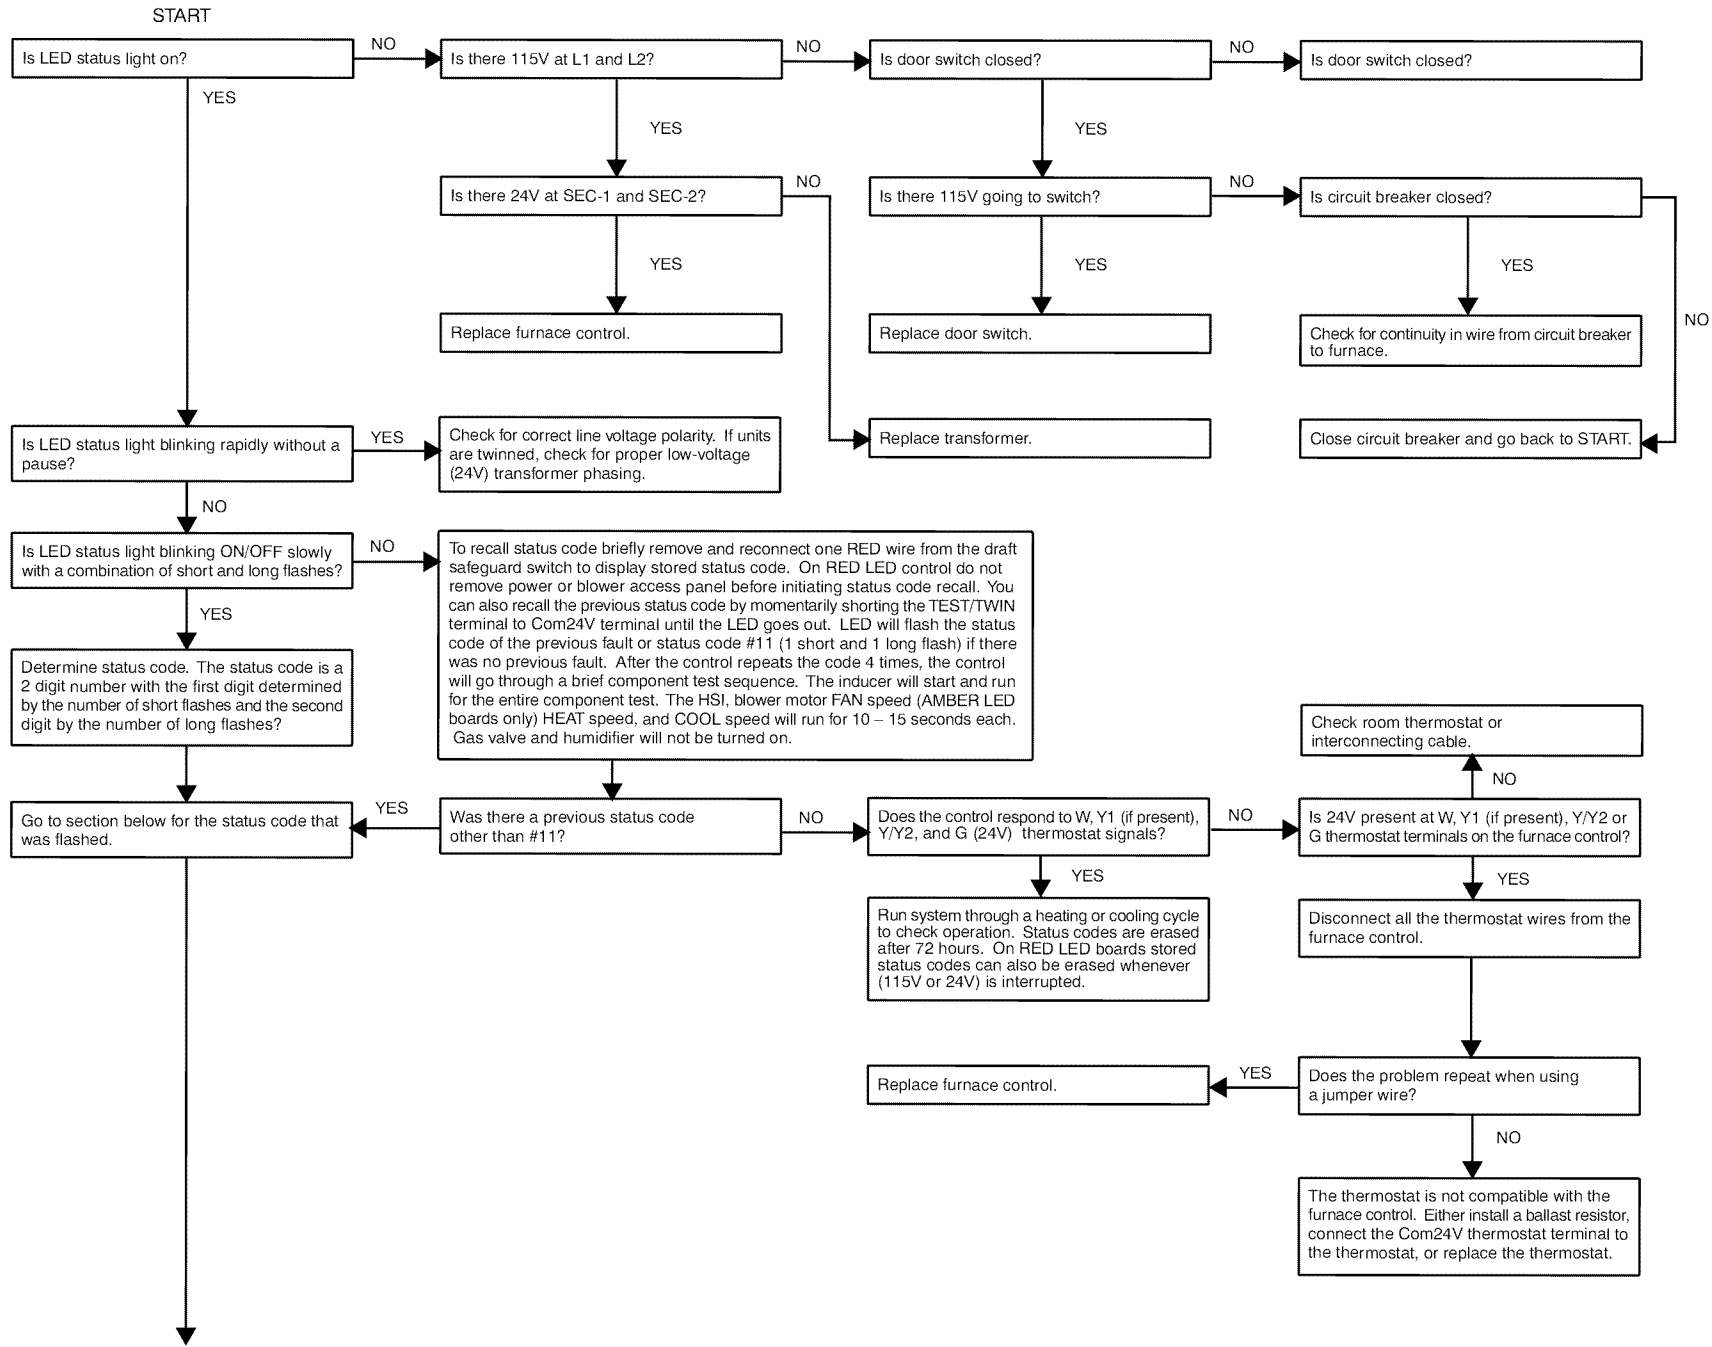 START
Is LED status light on?
NO
Is there 115V at L1 and L2?
NO
Is door switch closed?
NO
Is door switch closed?
YES
YES
YES
Is there 24V at SEC-1 and SEC-2?
NO
Is there 115V going to switch?
NO
Is circuit breaker closed?
YES
YES
YES
NO
Replace furnace control.
Replace door switch.
Check for continuity in wire from circuit breaker
to furnace.
Is LED status light blinking rapidly without a
pause?
YES
Check for correct line voltage polarity. If units
are twinned, check for proper low-voltage
(24V) transformer phasing.
Replace transformer.
Close circuit breaker and go back to START.
NO
Is LED status light blinking ON/OFF slowly
with a combination of short and long flashes?
NO
To recall status code briefly remove and reconnect one RED wire from the draft
safeguard switch to display stored status code. On RED LED control do not
remove power or blower access panel before initiating status code recall. You
can also recall the previous status code by momentarily shorting the TEST/TWIN
terminal to Com24V terminal until the LED goes out. LED will flash the status
code of the previous fault or status code #11 (1 short and 1 long flash) if there
was no previous fault. After the control repeats the code 4 times, the control
will go through a brief component test sequence. The inducer will start and run
for the entire component test. The HSI, blower motor FAN speed (AMBER LED
boards only) HEAT speed, and COOL speed will run for 10 – 15 seconds each.
Gas valve and humidifier will not be turned on.
YES
Determine status code. The status code is a
2 digit number with the first digit determined
by the number of short flashes and the second
digit by the number of long flashes?
Check room thermostat or
interconnecting cable.
NO
Go to section below for the status code that
was flashed.
YES
Was there a previous status code
other than #11?
NO
Does the control respond to W, Y1 (if present),
Y/Y2, and G (24V) thermostat signals?
NO
Is 24V present at W, Y1 (if present), Y/Y2 or
G thermostat terminals on the furnace control?
YES
YES
Run system through a heating or cooling cycle
to check operation. Status codes are erased
after 72 hours. On RED LED boards stored
status codes can also be erased whenever
(115V or 24V) is interrupted.
Disconnect all the thermostat wires from the
furnace control.
Replace furnace control.
YES
Does the problem repeat when using
a jumper wire?
NO
The thermostat is not compatible with the
furnace control. Either install a ballast resistor,
connect the Com24V thermostat terminal to
the thermostat, or replace the thermostat.